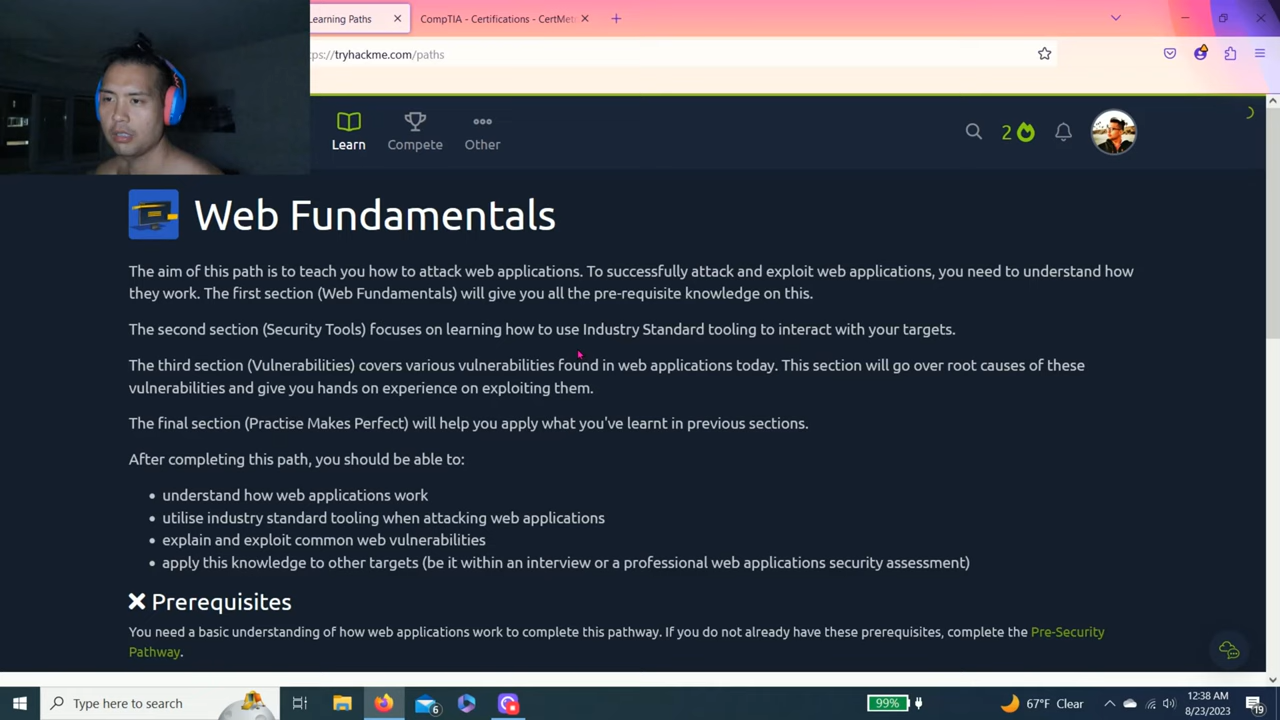 Learning Paths
CompTIA - Certifications - CertMet
tryhackme.com/paths
Learn
Compete
Other
2
Web Fundamentals
The aim of this path is to teach you how to attack web applications. To successfully attack and exploit web applications, you need to understand how
they work. The first section (Web Fundamentals) will give you all the pre-requisite knowledge on this.
The second section (Security Tools) focuses on learning how to use Industry Standard tooling to interact with your targets.
The third section (Vulnerabilities) covers various vulnerabilities found in web applications today. This section will go over root causes of these
vulnerabilities and give you hands on experience on exploiting them.
The final section (Practise Makes Perfect) will help you apply what you've learnt in previous sections.
After completing this path, you should be able to:
• understand how web applications work
• utilise industry standard tooling when attacking web applications
• explain and exploit common web vulnerabilities
• apply this knowledge to other targets (be it within an interview or a professional web applications security assessment)
Prerequisites
You need a basic understanding of how web applications work to complete this pathway. If you do not already have these prerequisites, complete the Pre-Security
Pathway.
Type here to search
6
99%
67°F Clear
12:38 AM
8/23/2023
19